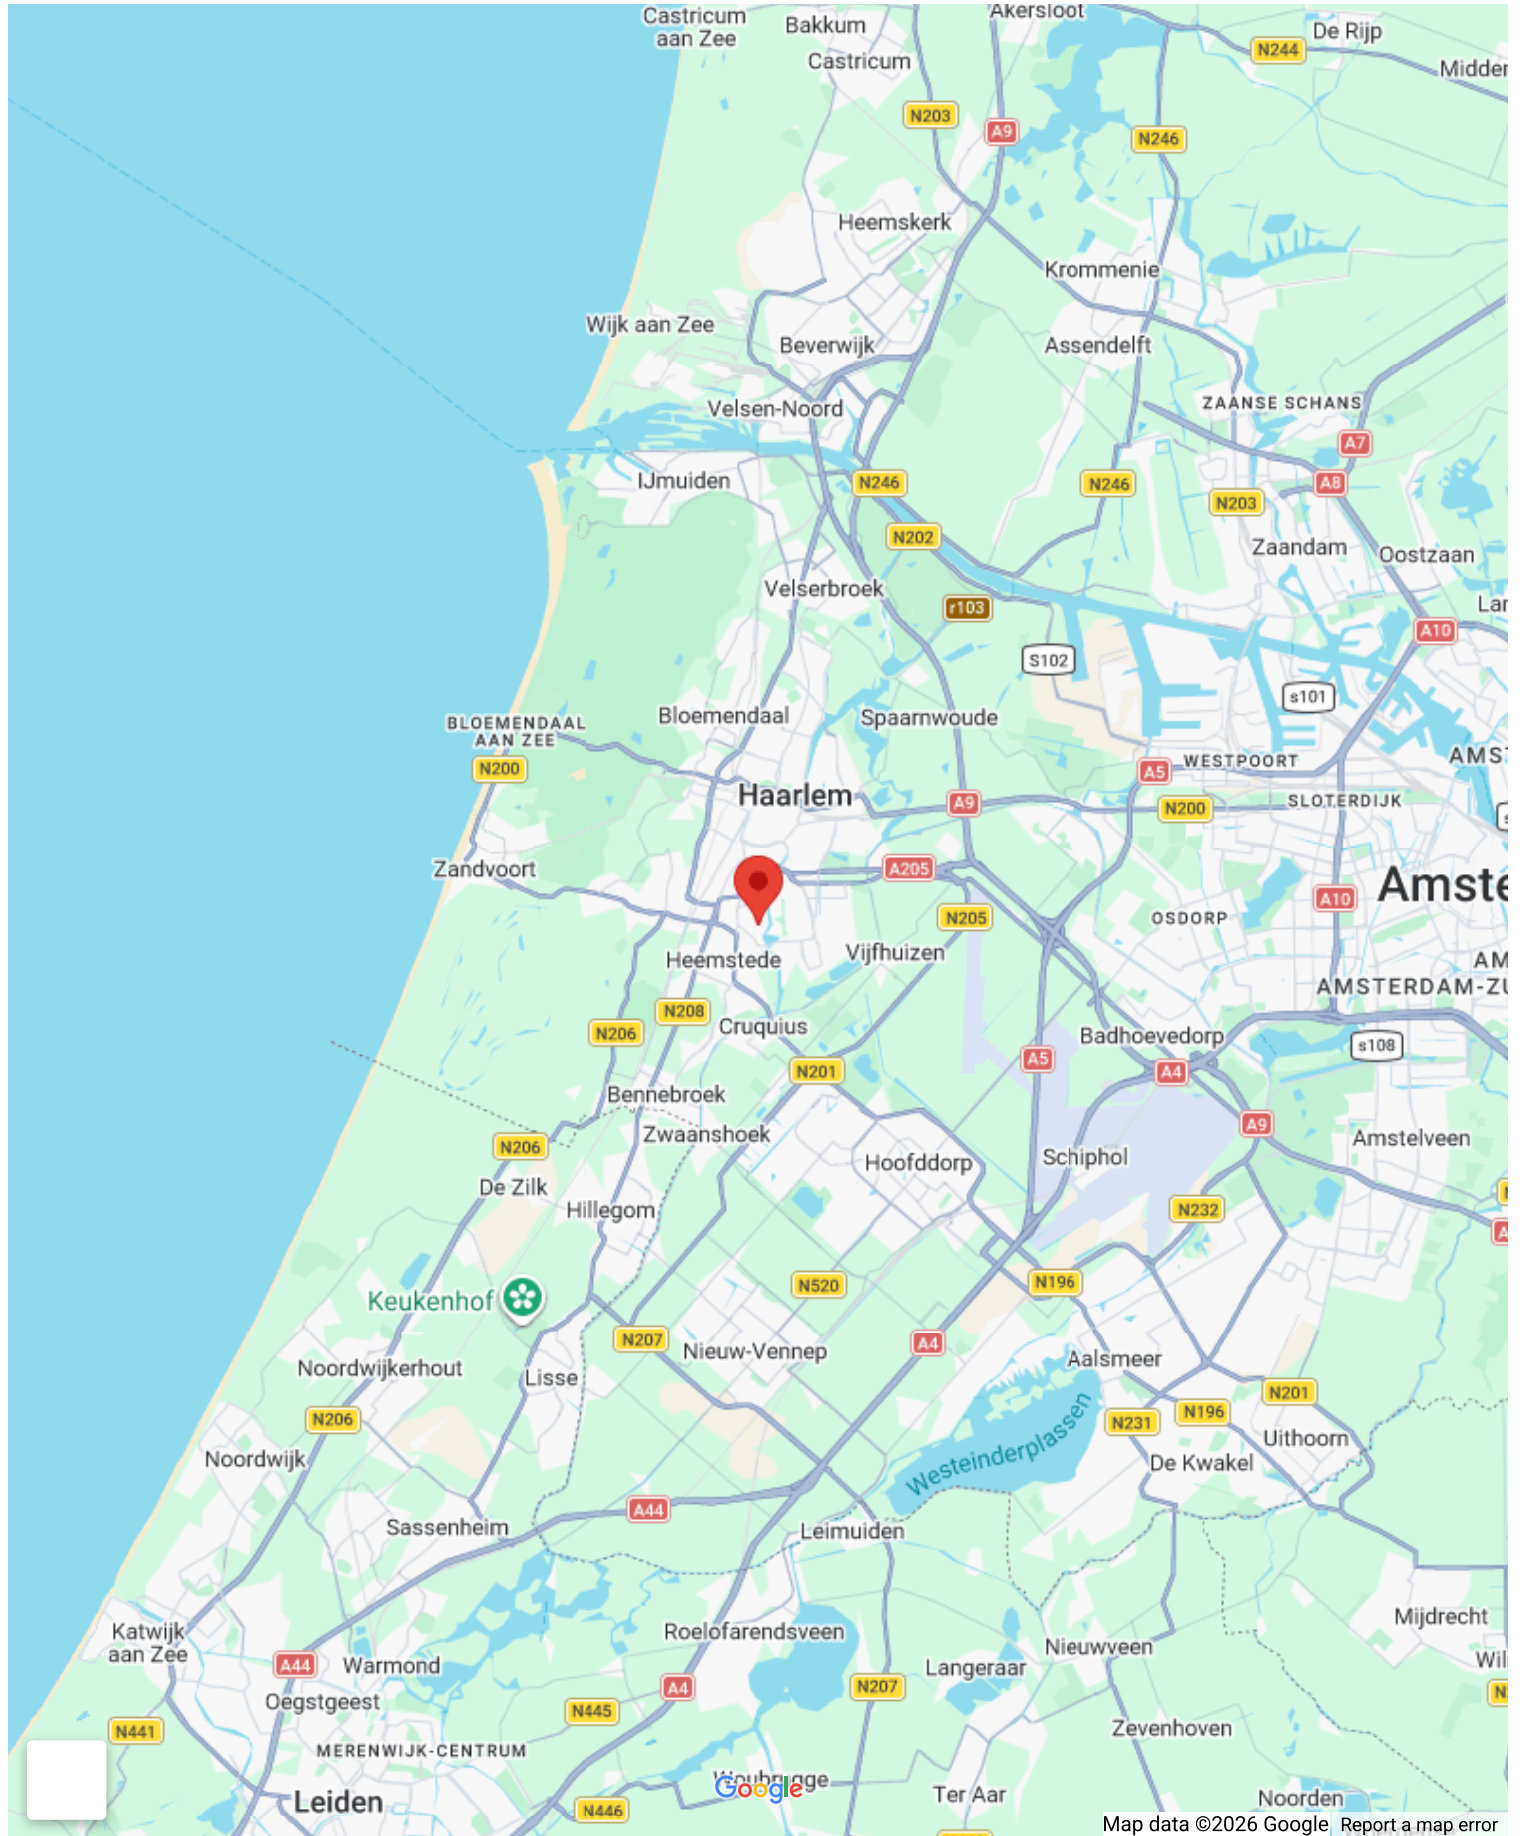 Castricum
aan Zee
Bakkum
Akersloot
De Rijp
N244
Castricum
N203
A9
N246
Heemskerk
Krommenie
Wijk aan Zee
Beverwijk
Assendelft
Velsen-Noord
ZAANSE SCHANS
A7
IJmuiden
N246
N246
A8
N203
N202
Zaandam
Oostzaan
Velserbroek
r103
A10
S102
s101
BLOEMENDAAL
AAN ZEE
Bloemendaal
Spaarnwoude
N200
A5
WESTPOORT
Haarlem
A9
N200
SLOTERDIJK
Zandvoort
A205
A10
Amste
N205
OSDORP
Heemstede
Vijfhuizen
AMSTERDAM-ZU
N208
N206
Cruquius
Badhoevedorp
s108
A5
N201
A4
Bennebroek
Zwaanshoek
A9
N206
Hoofddorp
Schiphol
Amstelveen
De Zilk
Hillegom
N232
Keukenhof
N520
N196
N207
Nieuw-Vennep
A4
Aalsmeer
Noordwijkerhout
Lisse
N206
N231
N196
N201
Westeinderplassen
Uithoorn
Noordwijk
De Kwakel
A44
Sassenheim
Leimuiden
Katwijk
aan Zee
Roelofarendsveen
Mijdrecht
Nieuwveen
A44
Warmond
Langeraar
Oegstgeest
A4
N207
N441
N445
Zevenhoven
MERENWIJK-CENTRUM
Woubrugge
Google
Leiden
N446
Ter Aar
Noorden
Map data ©2026 Google
Report a map error